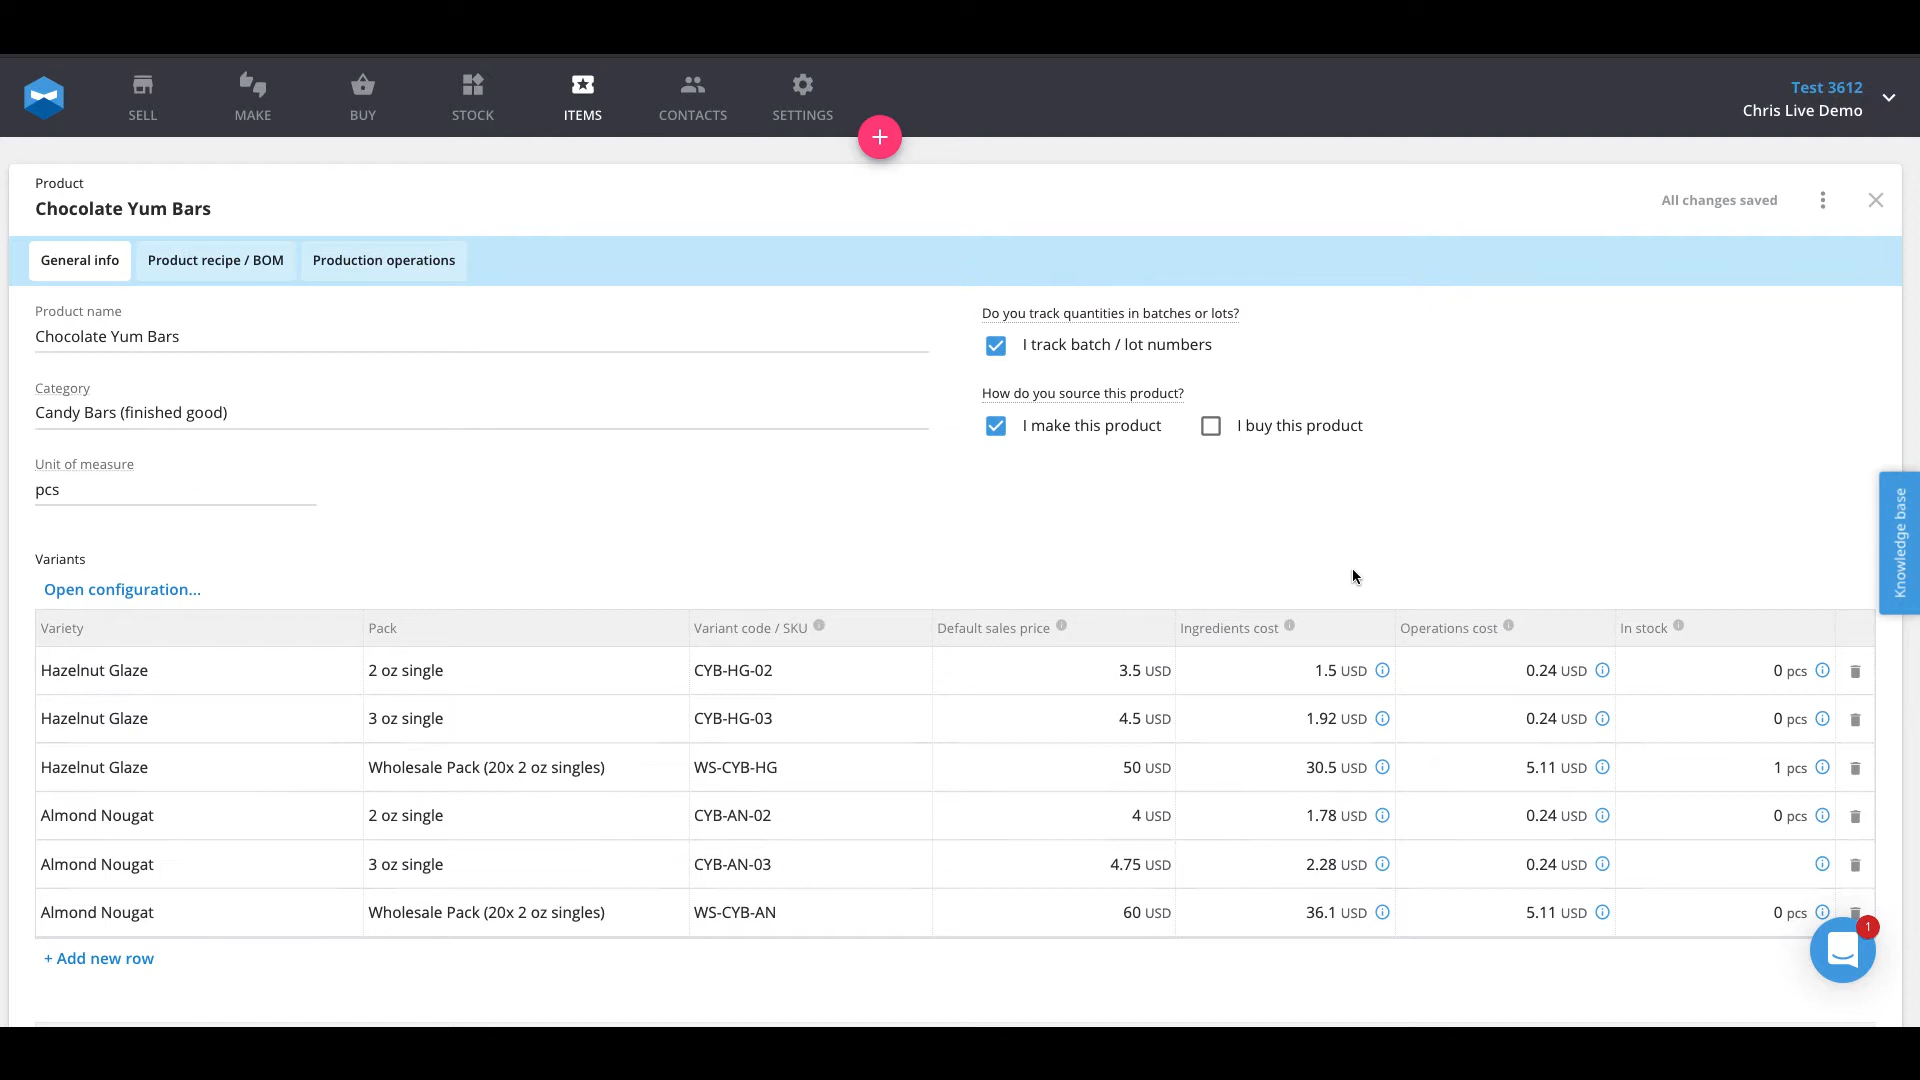 SELL MAKE BUY STOCK ITEMS CONTACTS SETTINGS
+
Test 3612
Chris Live Demo
Product
Chocolate Yum Bars
All changes saved
General info Product recipe / BOM Production operations
Product name
Chocolate Yum Bars
Category
Candy Bars (finished good)
Unit of measure
pcs
Do you track quantities in batches or lots?
I track batch / lot numbers
How do you source this product?
I make this product I buy this product
Knowledge base
Variants
Open configuration...
Variety Pack Variant code / SKU Default sales price Ingredients cost Operations cost In stock
Hazelnut Glaze 2 oz single CYB-HG-02 3.5 USD 1.5 USD 0.24 USD 0 pcs
Hazelnut Glaze 3 oz single CYB-HG-03 4.5 USD 1.92 USD 0.24 USD 0 pcs
Hazelnut Glaze Wholesale Pack (20x 2 oz singles) WS-CYB-HG 50 USD 30.5 USD 5.11 USD 1 pcs
Almond Nougat 2 oz single CYB-AN-02 4 USD 1.78 USD 0.24 USD 0 pcs
Almond Nougat 3 oz single CYB-AN-03 4.75 USD 2.28 USD 0.24 USD
Almond Nougat Wholesale Pack (20x 2 oz singles) WS-CYB-AN 60 USD 36.1 USD 5.11 USD 0 pcs
+ Add new row
1